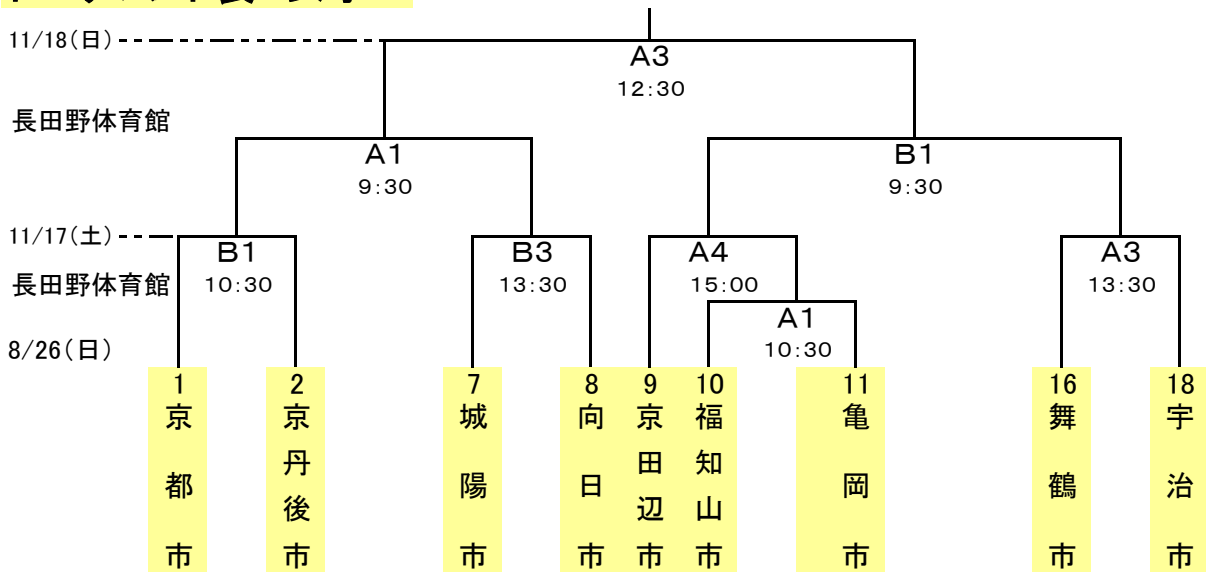 11/18(日)
A3
12:30
長田野体育館
A1
9:30
B1
9:30
11/17(土)
B1
10:30
B3
13:30
A4
15:00
A3
13:30
長田野体育館
A1
10:30
8/26(日)
1
京都市
2
京丹後市
7
城陽市
8
向日市
9
京田辺市
10
福知山市
11
亀岡市
16
舞鶴市
18
宇治市